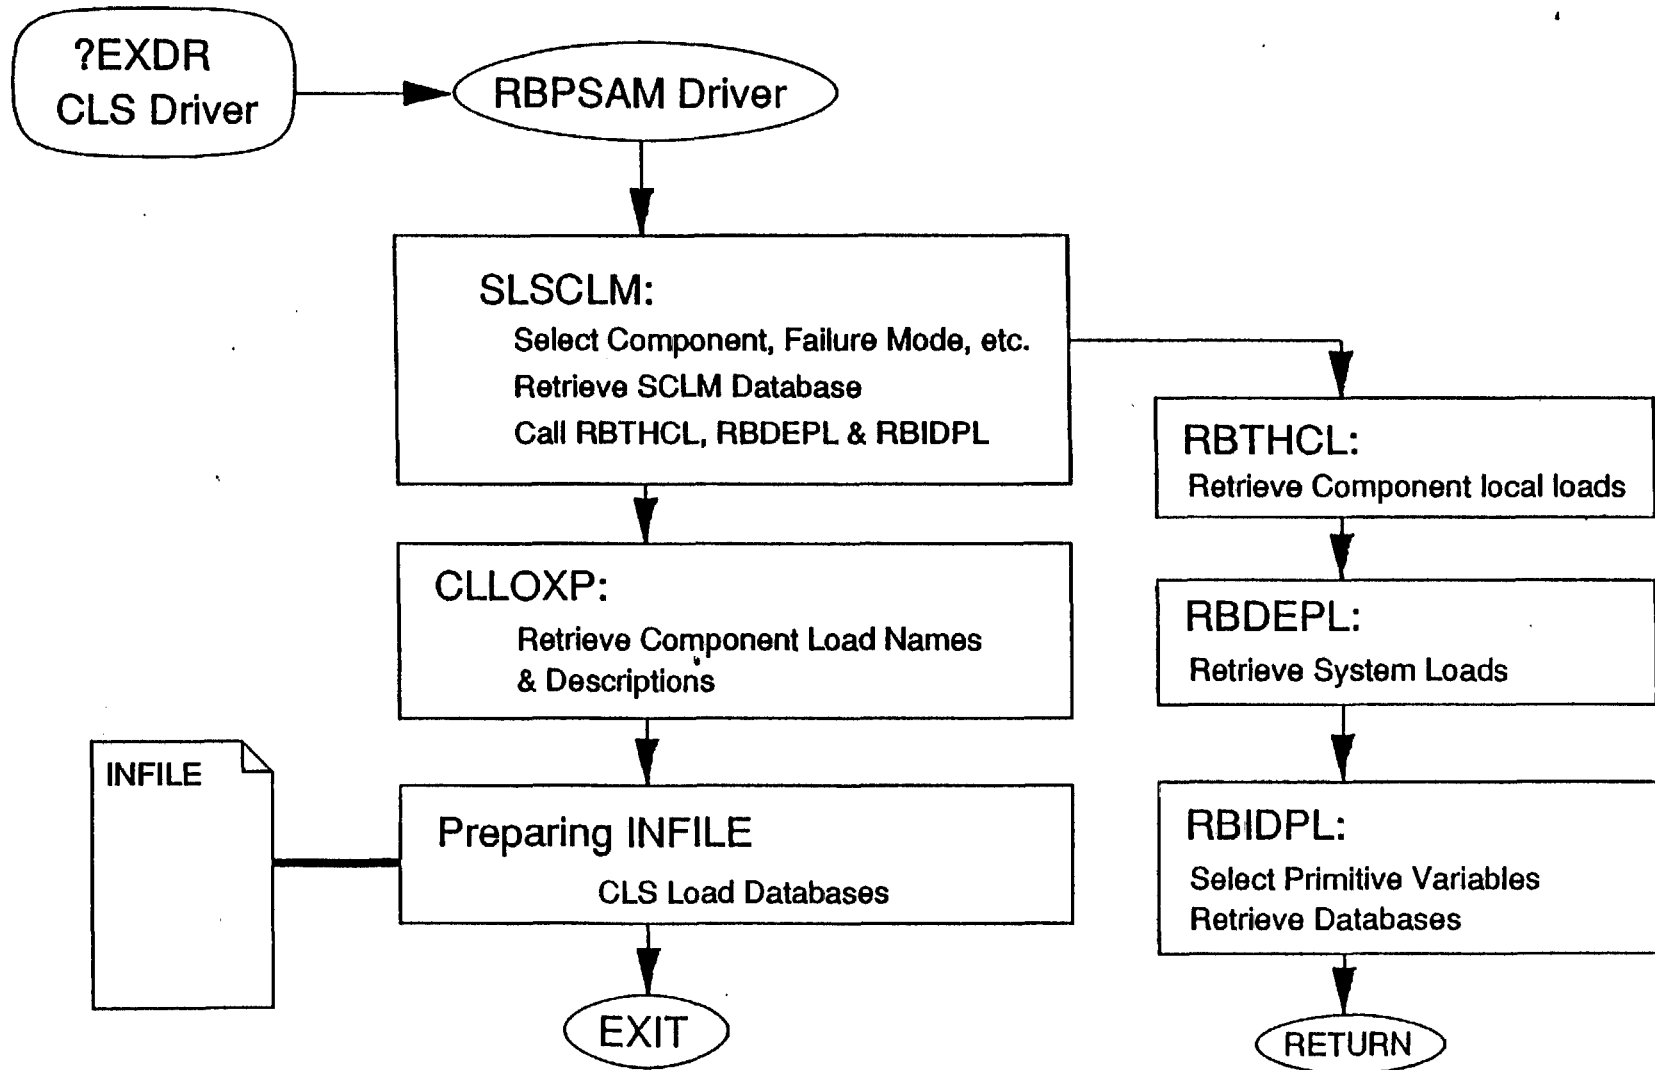 ?EXDR
CLS Driver
RBPSAM Driver
SLSCLM:
Select Component, Failure Mode, etc.
Retrieve SCLM Database
Call RBTHCL, RBDEPL & RBIDPL
CLLOXP:
Retrieve Component Load Names
& Descriptions
INFILE
Preparing INFILE
CLS Load Databases
EXIT
RBTHCL:
Retrieve Component local loads
RBDEPL:
Retrieve System Loads
RBIDPL:
Select Primitive Variables
Retrieve Databases
RETURN